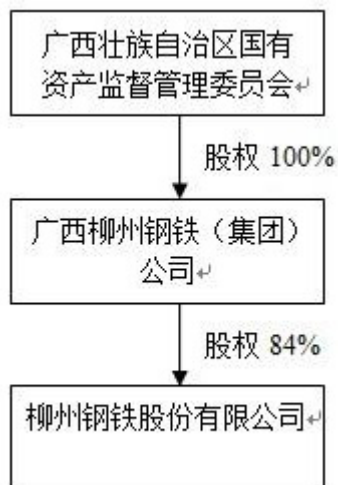 广西壮族自治区国有
资产监督管理委员会↵
股权 100%
广西柳州钢铁（集团）
公司↵
股权 84%
柳州钢铁股份有限公司↵